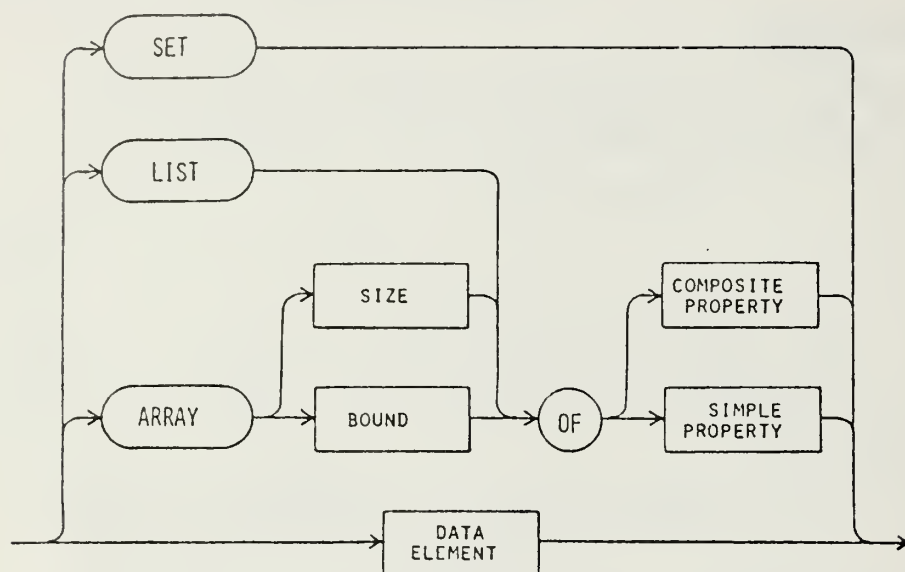 SET
LIST
SIZE
COMPOSITE
PROPERTY
ARRAY
BOUND
OF
SIMPLE
PROPERTY
DATA
ELEMENT